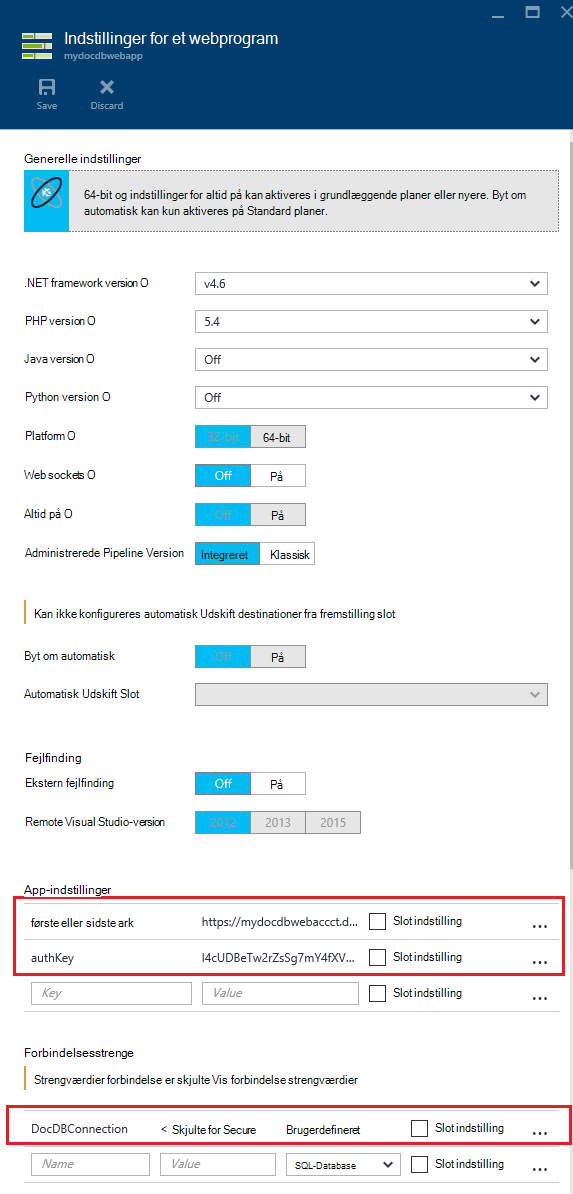 Indstillinger for et webprogram
mydocdbwebapp
Save Discard
Generelle indstillinger
64-bit og indstillinger for altid på kan aktiveres i grundlæggende planer eller nyere. Byt om
automatisk kan kun aktiveres på Standard planer.
.NET framework version O v4.6
PHP version O 5.4
Java version O Off
Python version O Off
Platform O 32-bit 64-bit
Web sockets O Off På
Altid på O Off På
Administrerede Pipeline Version Integreret Klassisk
Kan ikke konfigureres automatisk Udskift destinationer fra fremstilling slot
Byt om automatisk Off På
Automatisk Udskift Slot
Fejlfinding
Ekstern fejlfinding Off På
Remote Visual Studio-version 2012 2013 2015
App-indstillinger
første eller sidste ark https://mydocdbwebaccct.d... Slot indstilling ...
authKey I4cUDBeTw2rZsSg7mY4fXV... Slot indstilling ...
Key Value Slot indstilling ...
Forbindelsesstrenge
Strengværdier forbindelse er skjulte Vis forbindelse strengværdier
DocDBConnection < Skjulte for Secure Brugerdefineret Slot indstilling ...
Name Value SQL-Database Slot indstilling ...